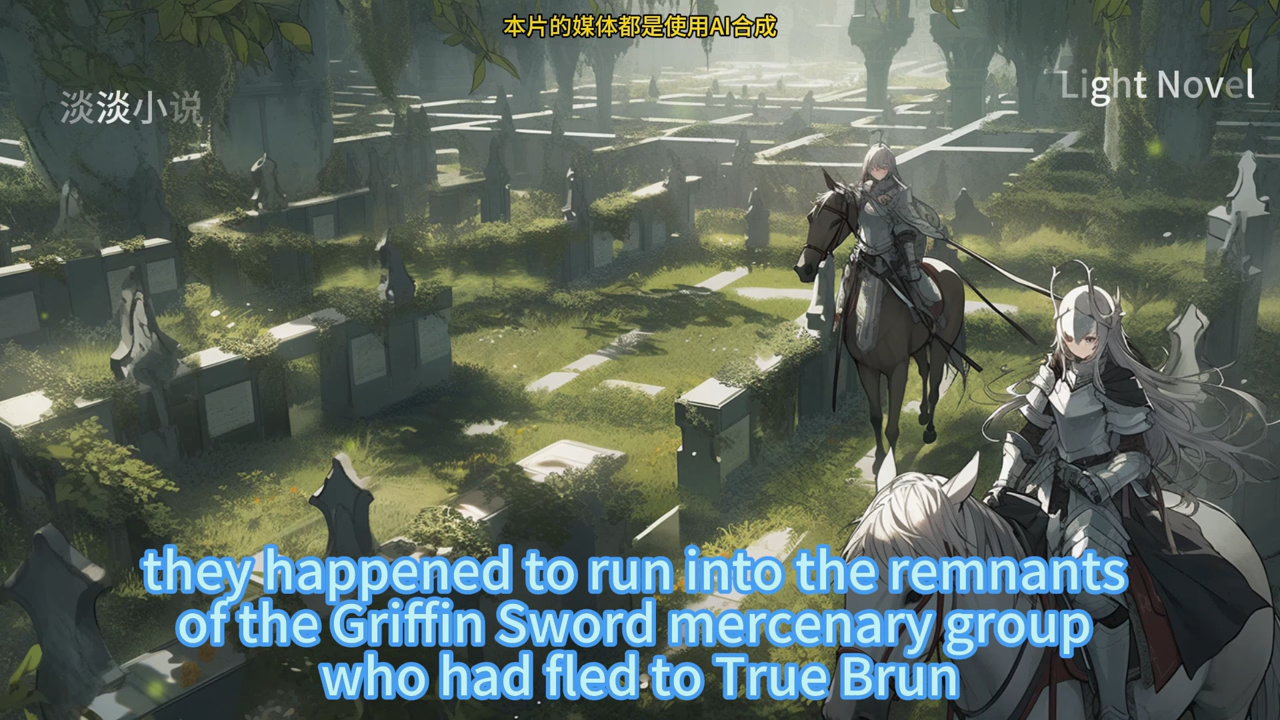 本片的媒体都是使用AI合成
淡淡小说
Light Novel
they happened to run into the remnants
of the Griffin Sword mercenary group
who had fled to True Brun